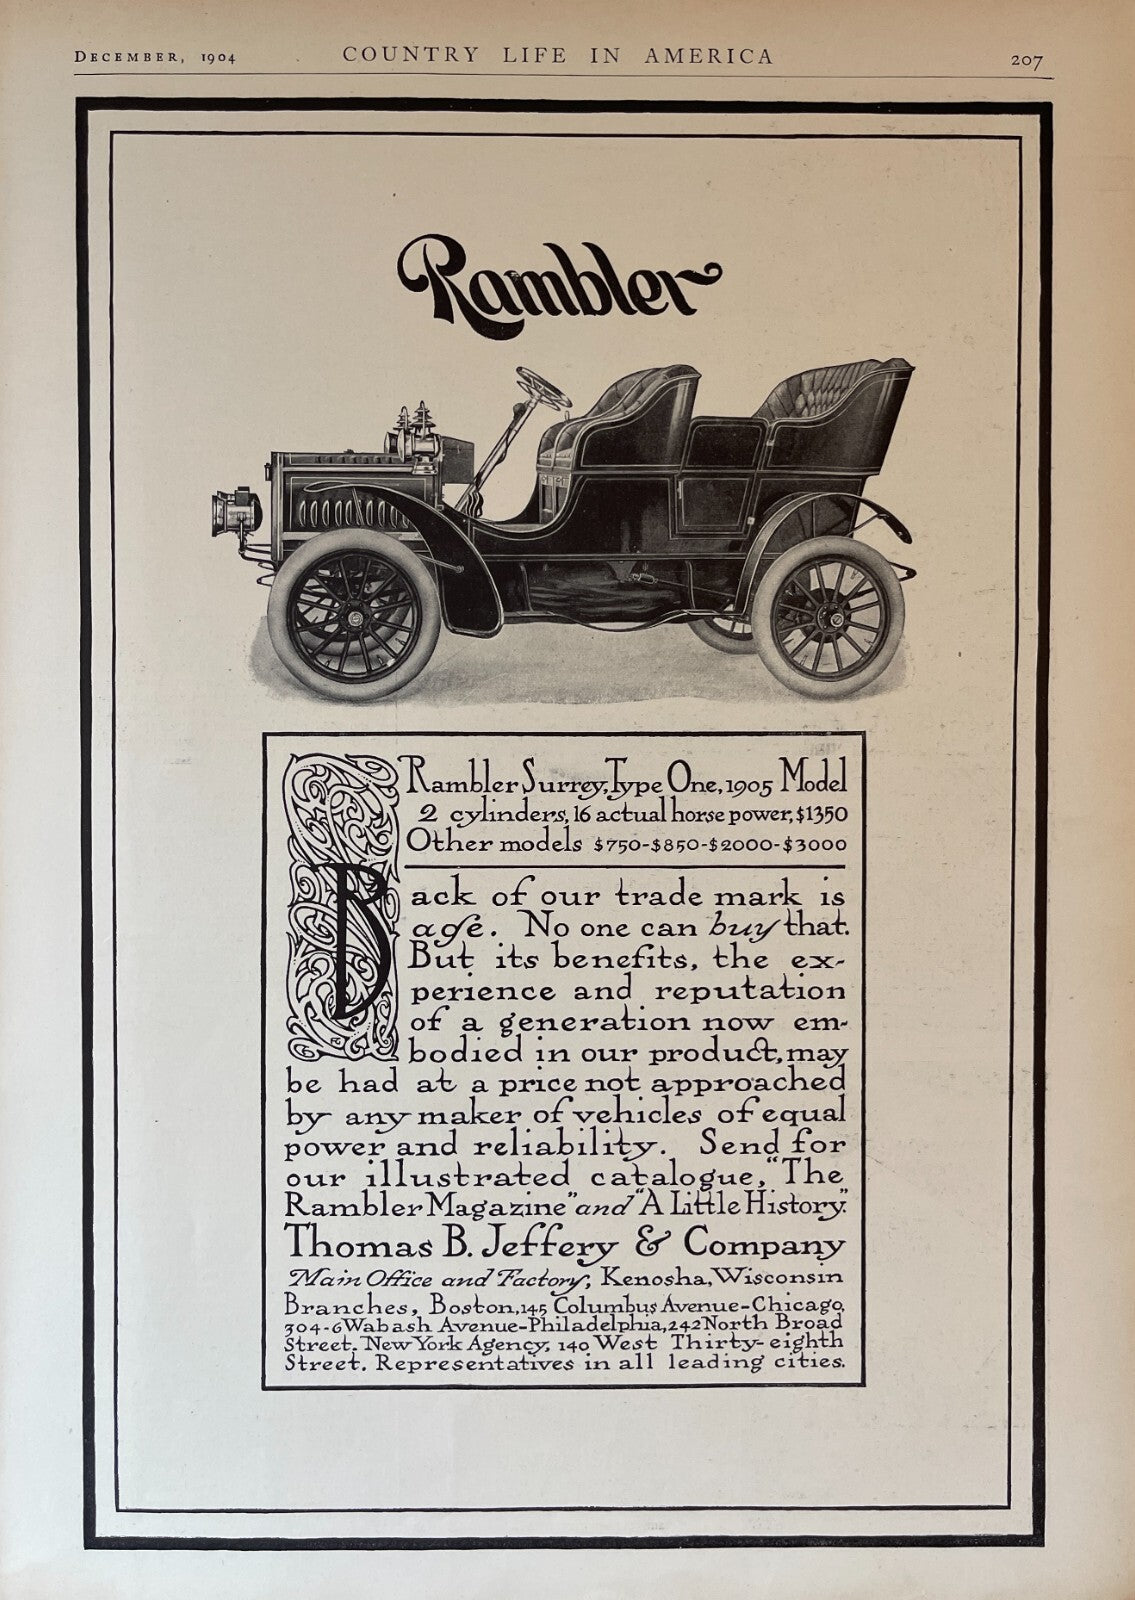 DECEMBER, 1904 COUNTRY LIFE IN AMERICA 207
Rambler
Rambler Surrey, Type One, 1905 Model
2 cylinders, 16 actual horse power, $1350
Other models $750-$850-$2000-$3000
Back of our trade mark is
age. No one can buy that.
But its benefits, the ex-
perience and reputation
of a generation now em-
bodied in our product, may
be had at a price not approached
by any maker of vehicles of equal
power and reliability. Send for
our illustrated catalogue, "The
Rambler Magazine" and "A Little History."
Thomas B. Jeffery & Company
Main Office and Factory, Kenosha, Wisconsin
Branches, Boston, 145 Columbus Avenue-Chicago,
304-6 Wabash Avenue-Philadelphia, 242 North Broad
Street. New York Agency, 140 West Thirty-eighth
Street. Representatives in all leading cities.